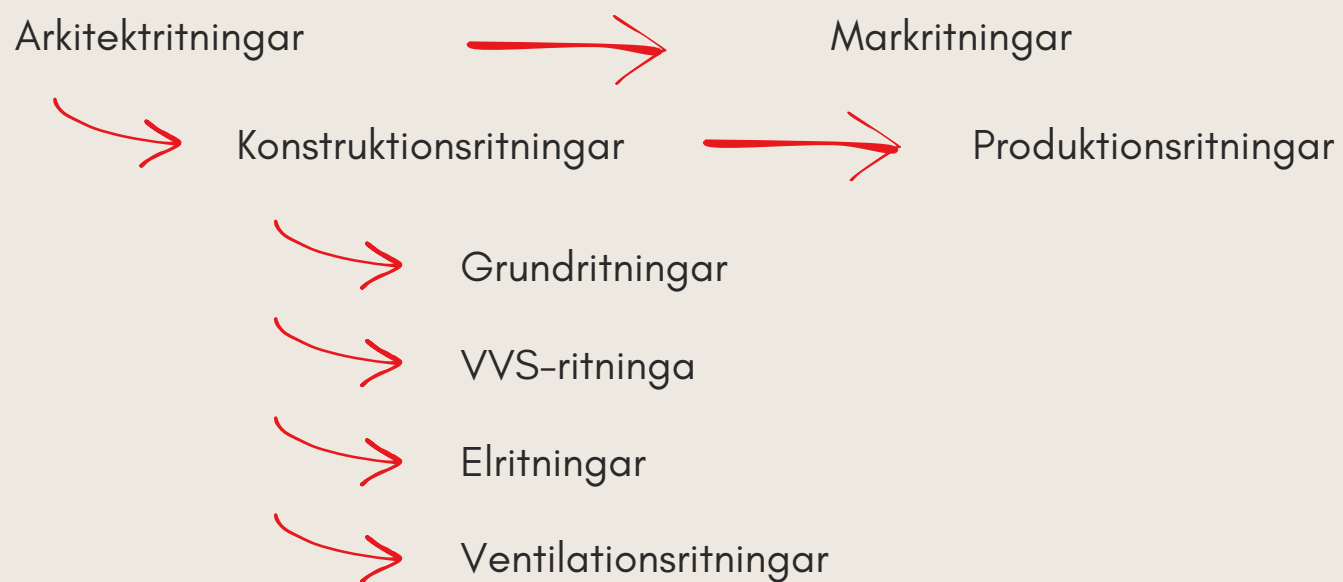 Arkitektritningar Markritningar
Konstruktionsritningar Produktionsritningar
Grundritningar
VVS-ritninga
Elritningar
Ventilationsritningar